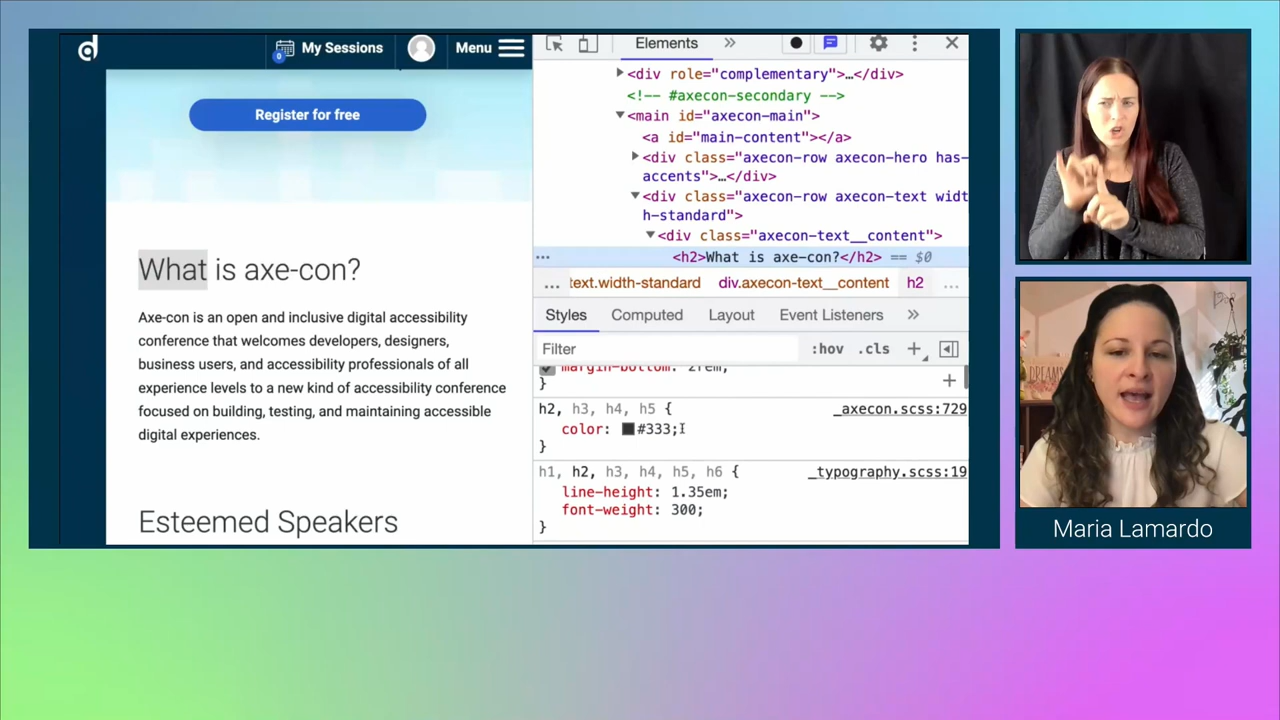 d
0
My Sessions
Menu
Register for free
What is axe-con?
Axe-con is an open and inclusive digital accessibility
conference that welcomes developers, designers,
business users, and accessibility professionals of all
experience levels to a new kind of accessibility conference
focused on building, testing, and maintaining accessible
digital experiences.
Esteemed Speakers
Elements
<div role="complementary">…</div>
<!-- #axecon-secondary -->
<main id="axecon-main">
<a id="main-content"></a>
<div class="axecon-row axecon-hero has-
accents">…</div>
<div class="axecon-row axecon-text widt
h-standard">
<div class="axecon-text__content">
... <h2>What is axe-con?</h2> == $0
... text.width-standard div.axecon-text__content h2 ...
Styles Computed Layout Event Listeners
Filter :hov .cls +
margin-bottom: 2rem;
}
h2, h3, h4, h5 { _axecon.scss:729
color: #333;
}
h1, h2, h3, h4, h5, h6 { _typography.scss:19
line-height: 1.35em;
font-weight: 300;
}
DREAMS
Maria Lamardo